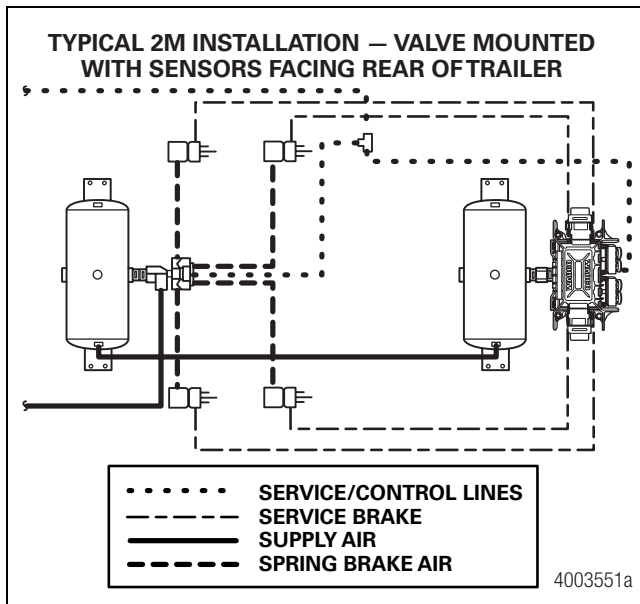 TYPICAL 2M INSTALLATION — VALVE MOUNTED
WITH SENSORS FACING REAR OF TRAILER
SERVICE/CONTROL LINES
SERVICE BRAKE
SUPPLY AIR
SPRING BRAKE AIR
4003551a